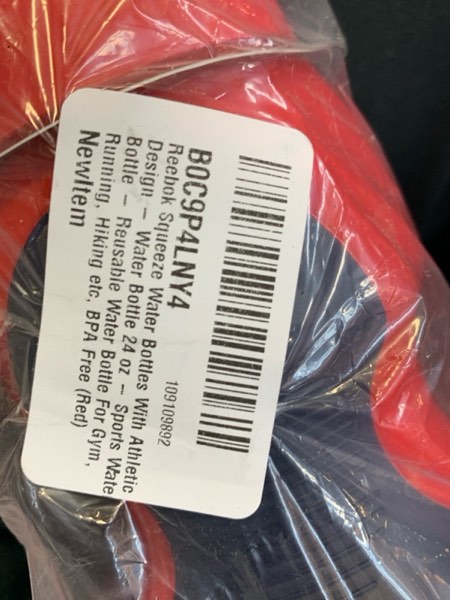 B0C9P4LNY4
Reebok Squeeze Water Bottles With Athletic
Design - Water Bottle 24 oz - Sports Wate
Bottle - Reusable Water Bottle For Gym,
Running, Hiking etc, BPA Free (Red)
NewItem
109109892